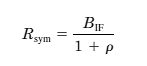 R_sym = B_IF / (1 + ρ)